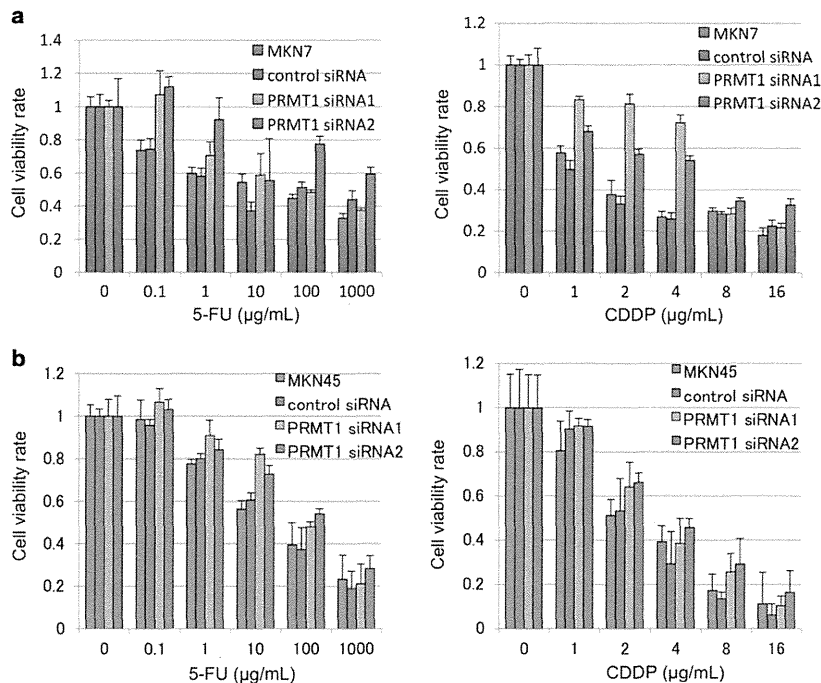 a
1.4
1.2
1
0.8
0.6
0.4
0.2
0
Cell viability rate
MKN7
control siRNA
PRMT1 siRNA1
PRMT1 siRNA2
0 0.1 1 10 100 1000
5-FU (μg/mL)
1.2
1
0.8
0.6
0.4
0.2
0
Cell viability rate
MKN7
control siRNA
PRMT1 siRNA1
PRMT1 siRNA2
0 1 2 4 8 16
CDDP (μg/mL)
b
1.2
1
0.8
0.6
0.4
0.2
0
Cell viability rate
MKN45
control siRNA
PRMT1 siRNA1
PRMT1 siRNA2
0 0.1 1 10 100 1000
5-FU (μg/mL)
1.2
1
0.8
0.6
0.4
0.2
0
Cell viability rate
MKN45
control siRNA
PRMT1 siRNA1
PRMT1 siRNA2
0 1 2 4 8 16
CDDP (μg/mL)